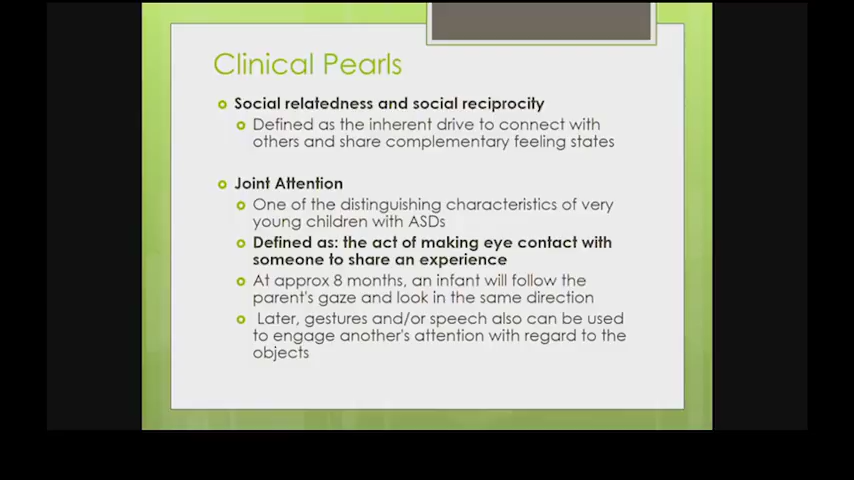 Clinical Pearls
Social relatedness and social reciprocity
Defined as the inherent drive to connect with
others and share complementary feeling states
Joint Attention
One of the distinguishing characteristics of very
young children with ASDs
Defined as: the act of making eye contact with
someone to share an experience
At approx 8 months, an infant will follow the
parent's gaze and look in the same direction
Later, gestures and/or speech also can be used
to engage another's attention with regard to the
objects